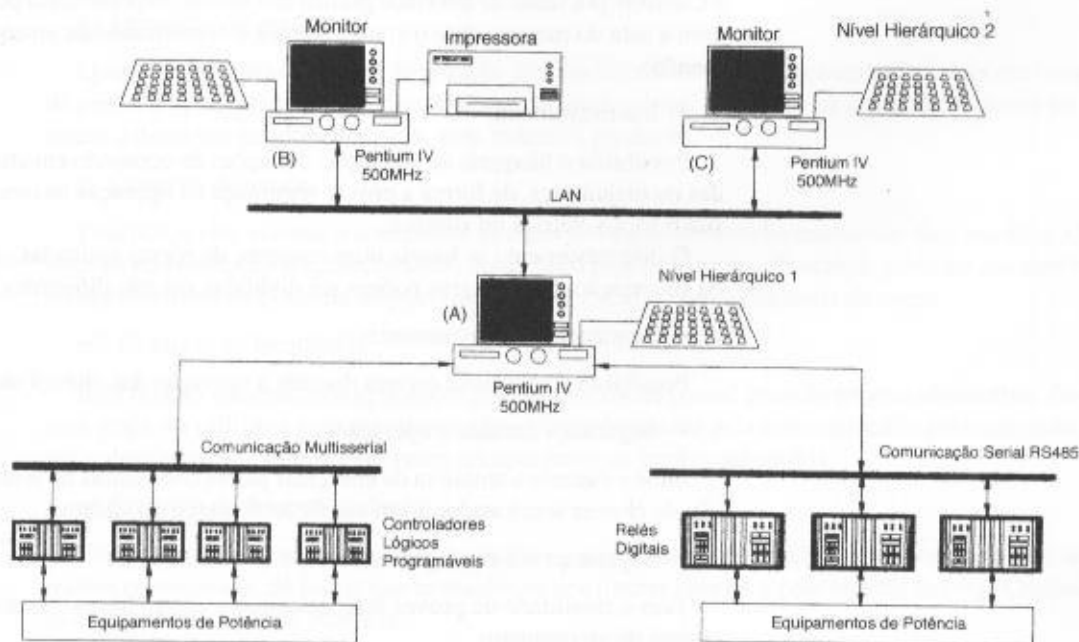 Monitor
Impressora
Monitor
Nível Hierárquico 2
(B)
Pentium IV
500MHz
(C)
Pentium IV
500MHz
LAN
(A)
Nível Hierárquico 1
Pentium IV
500MHz
Comunicação Multisserial
Comunicação Serial RS485
Controladores
Lógicos
Programáveis
Relés
Digitais
Equipamentos de Potência
Equipamentos de Potência